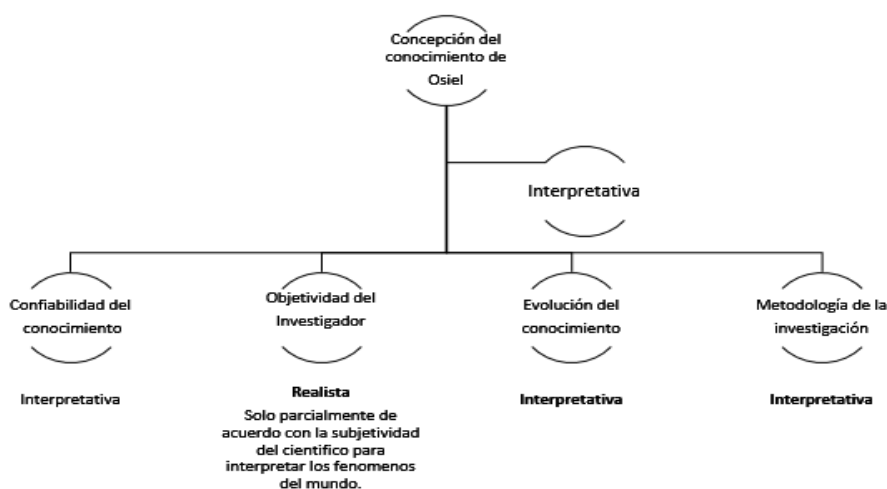 Concepción del
conocimiento de
Osiel
Interpretativa
Confiabilidad del
conocimiento
Interpretativa
Objetividad del
Investigador
Realista
Solo parcialmente de
acuerdo con la subjetividad
del cientifico para
interpretar los fenomenos
del mundo.
Evolución del
conocimiento
Interpretativa
Metodología de la
investigación
Interpretativa